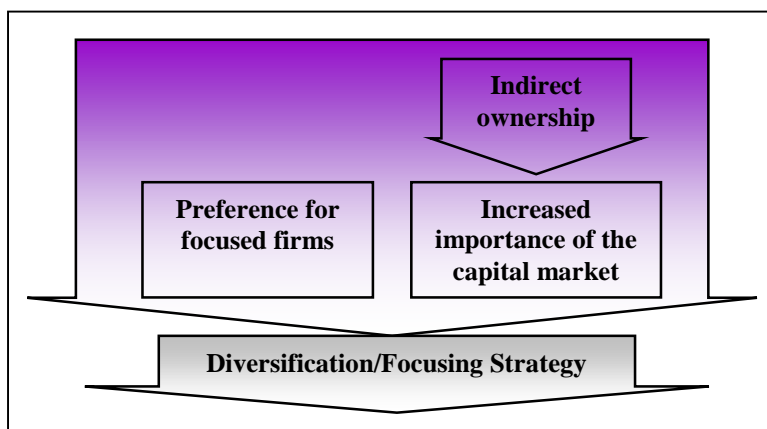 Indirect
ownership
Preference for
focused firms
Increased
importance of the
capital market
Diversification/Focusing Strategy